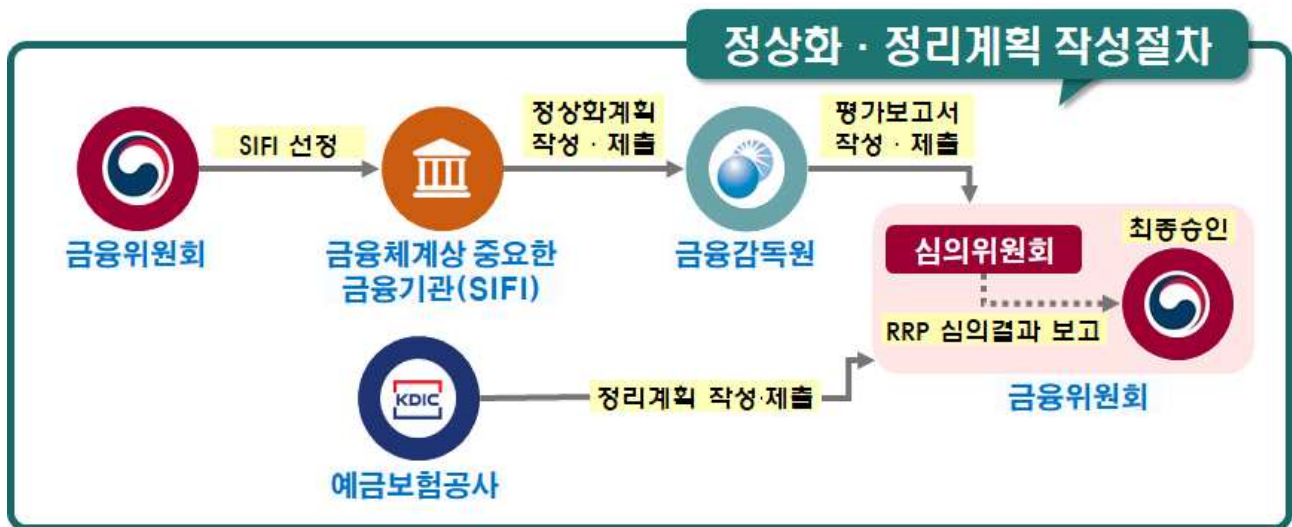 정상화 · 정리계획 작성절차
SIFI 선정
정상화계획
작성 · 제출
평가보고서
작성 · 제출
금융위원회
금융체계상 중요한
금융기관(SIFI)
금융감독원
심의위원회
최종승인
RRP 심의결과 보고
금융위원회
KDIC
정리계획 작성·제출
예금보험공사